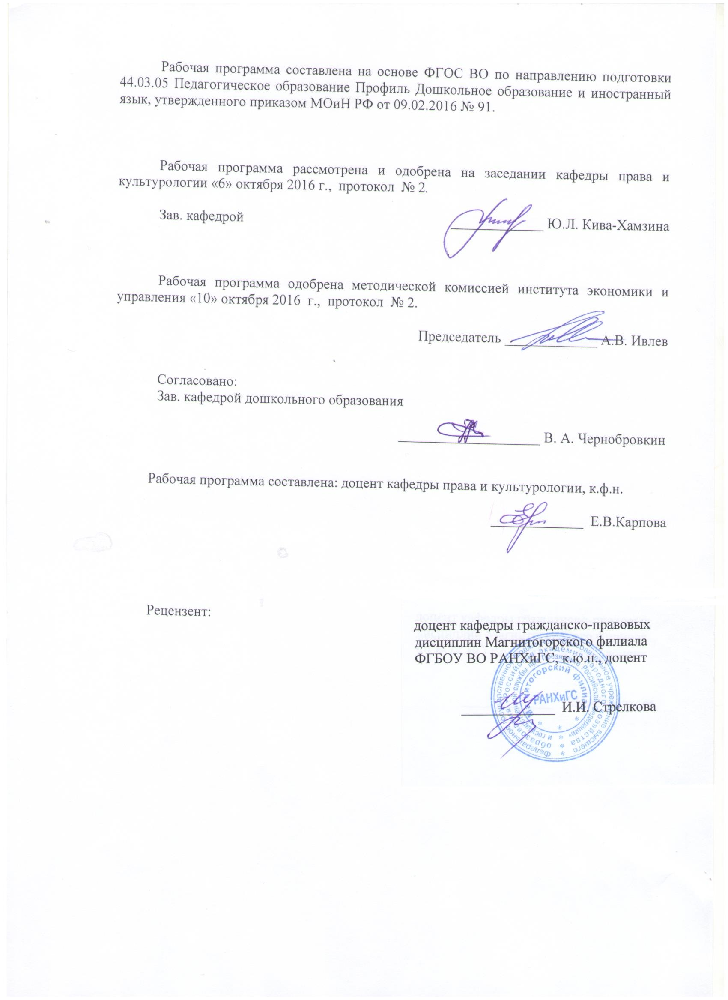 Рабочая программа составлена на основе ФГОС ВО по направлению подготовки
44.03.05 Педагогическое образование Профиль Дошкольное образование и иностранный
язык, утвержденного приказом МОиН РФ от 09.02.2016 № 91.
Рабочая программа рассмотрена и одобрена на заседании кафедры права и
культурологии «6» октября 2016 г., протокол № 2.
Зав. кафедрой Ю.Л. Кива-Хамзина
Рабочая программа одобрена методической комиссией института экономики и
управления «10» октября 2016 г., протокол № 2.
Председатель А.В. Ивлев
Согласовано:
Зав. кафедрой дошкольного образования
В. А. Чернобровкин
Рабочая программа составлена: доцент кафедры права и культурологии, к.ф.н.
Е.В.Карпова
Рецензент:
доцент кафедры гражданско-правовых
дисциплин Магнитогорского филиала
ФГБОУ ВО РАНХиГС, к.ю.н., доцент
И.И. Стрелкова
Магнитогорский филиал
РАНХиГС